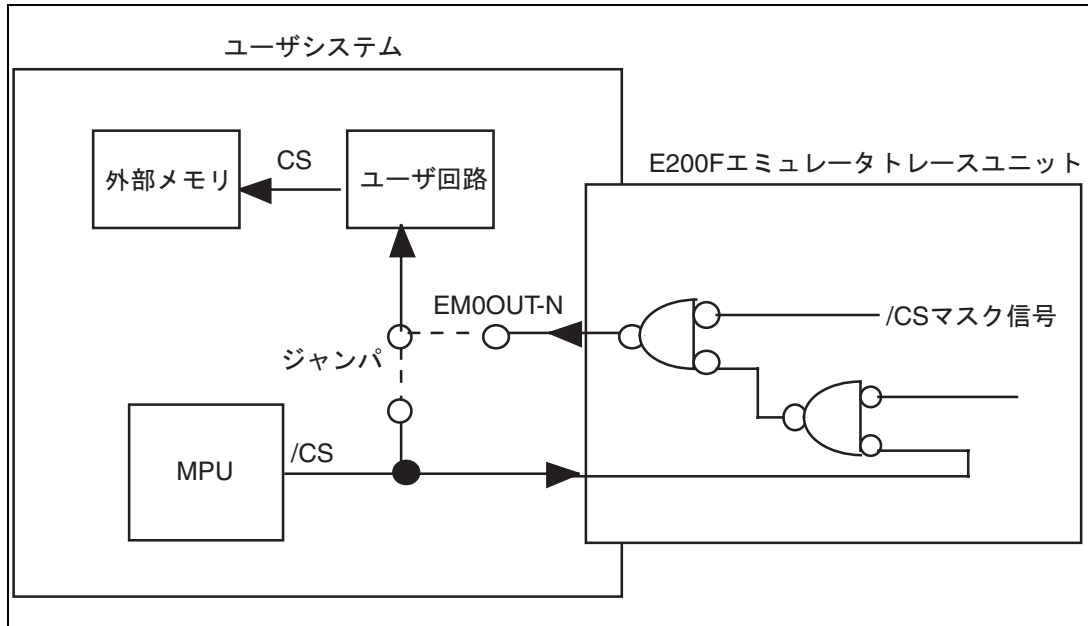 ユーザシステム
E200Fエミュレータトレースユニット
外部メモリ
CS
ユーザ回路
EM0OUT-N
/CSマスク信号
ジャンパ
MPU
/CS